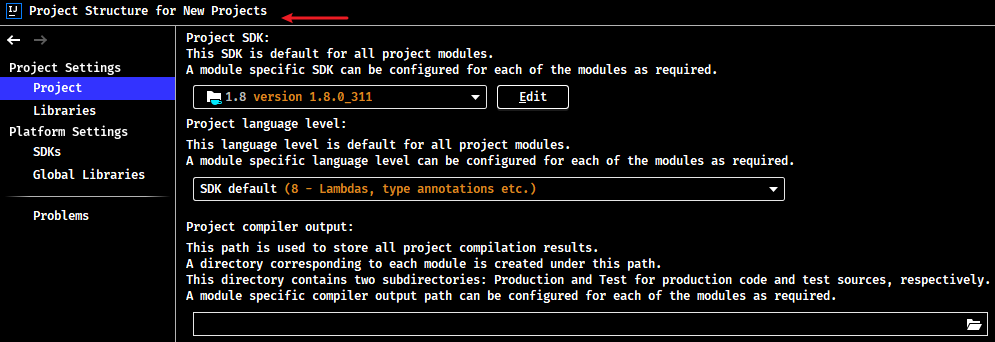 IJ Project Structure for New Projects
Project Settings
Project
Libraries
Platform Settings
SDKs
Global Libraries
Problems
Project SDK:
This SDK is default for all project modules.
A module specific SDK can be configured for each of the modules as required.
1.8 version 1.8.0_311
Edit
Project language level:
This language level is default for all project modules.
A module specific language level can be configured for each of the modules as required.
SDK default (8 - Lambdas, type annotations etc.)
Project compiler output:
This path is used to store all project compilation results.
A directory corresponding to each module is created under this path.
This directory contains two subdirectories: Production and Test for production code and test sources, respectively.
A module specific compiler output path can be configured for each of the modules as required.